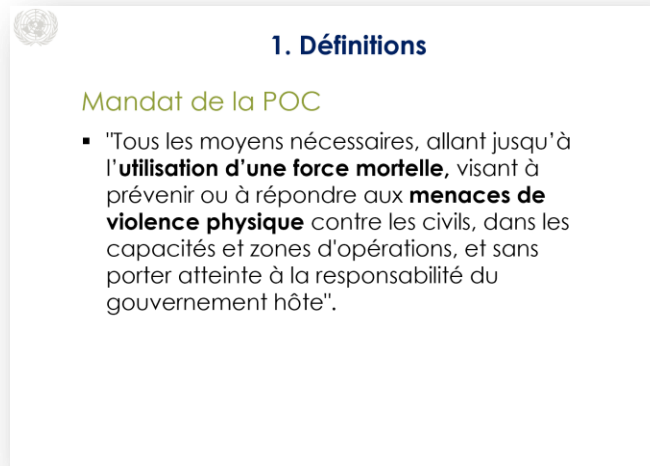 1. Définitions
Mandat de la POC
▪ "Tous les moyens nécessaires, allant jusqu’à
l’utilisation d’une force mortelle, visant à
prévenir ou à répondre aux menaces de
violence physique contre les civils, dans les
capacités et zones d'opérations, et sans
porter atteinte à la responsabilité du
gouvernement hôte".